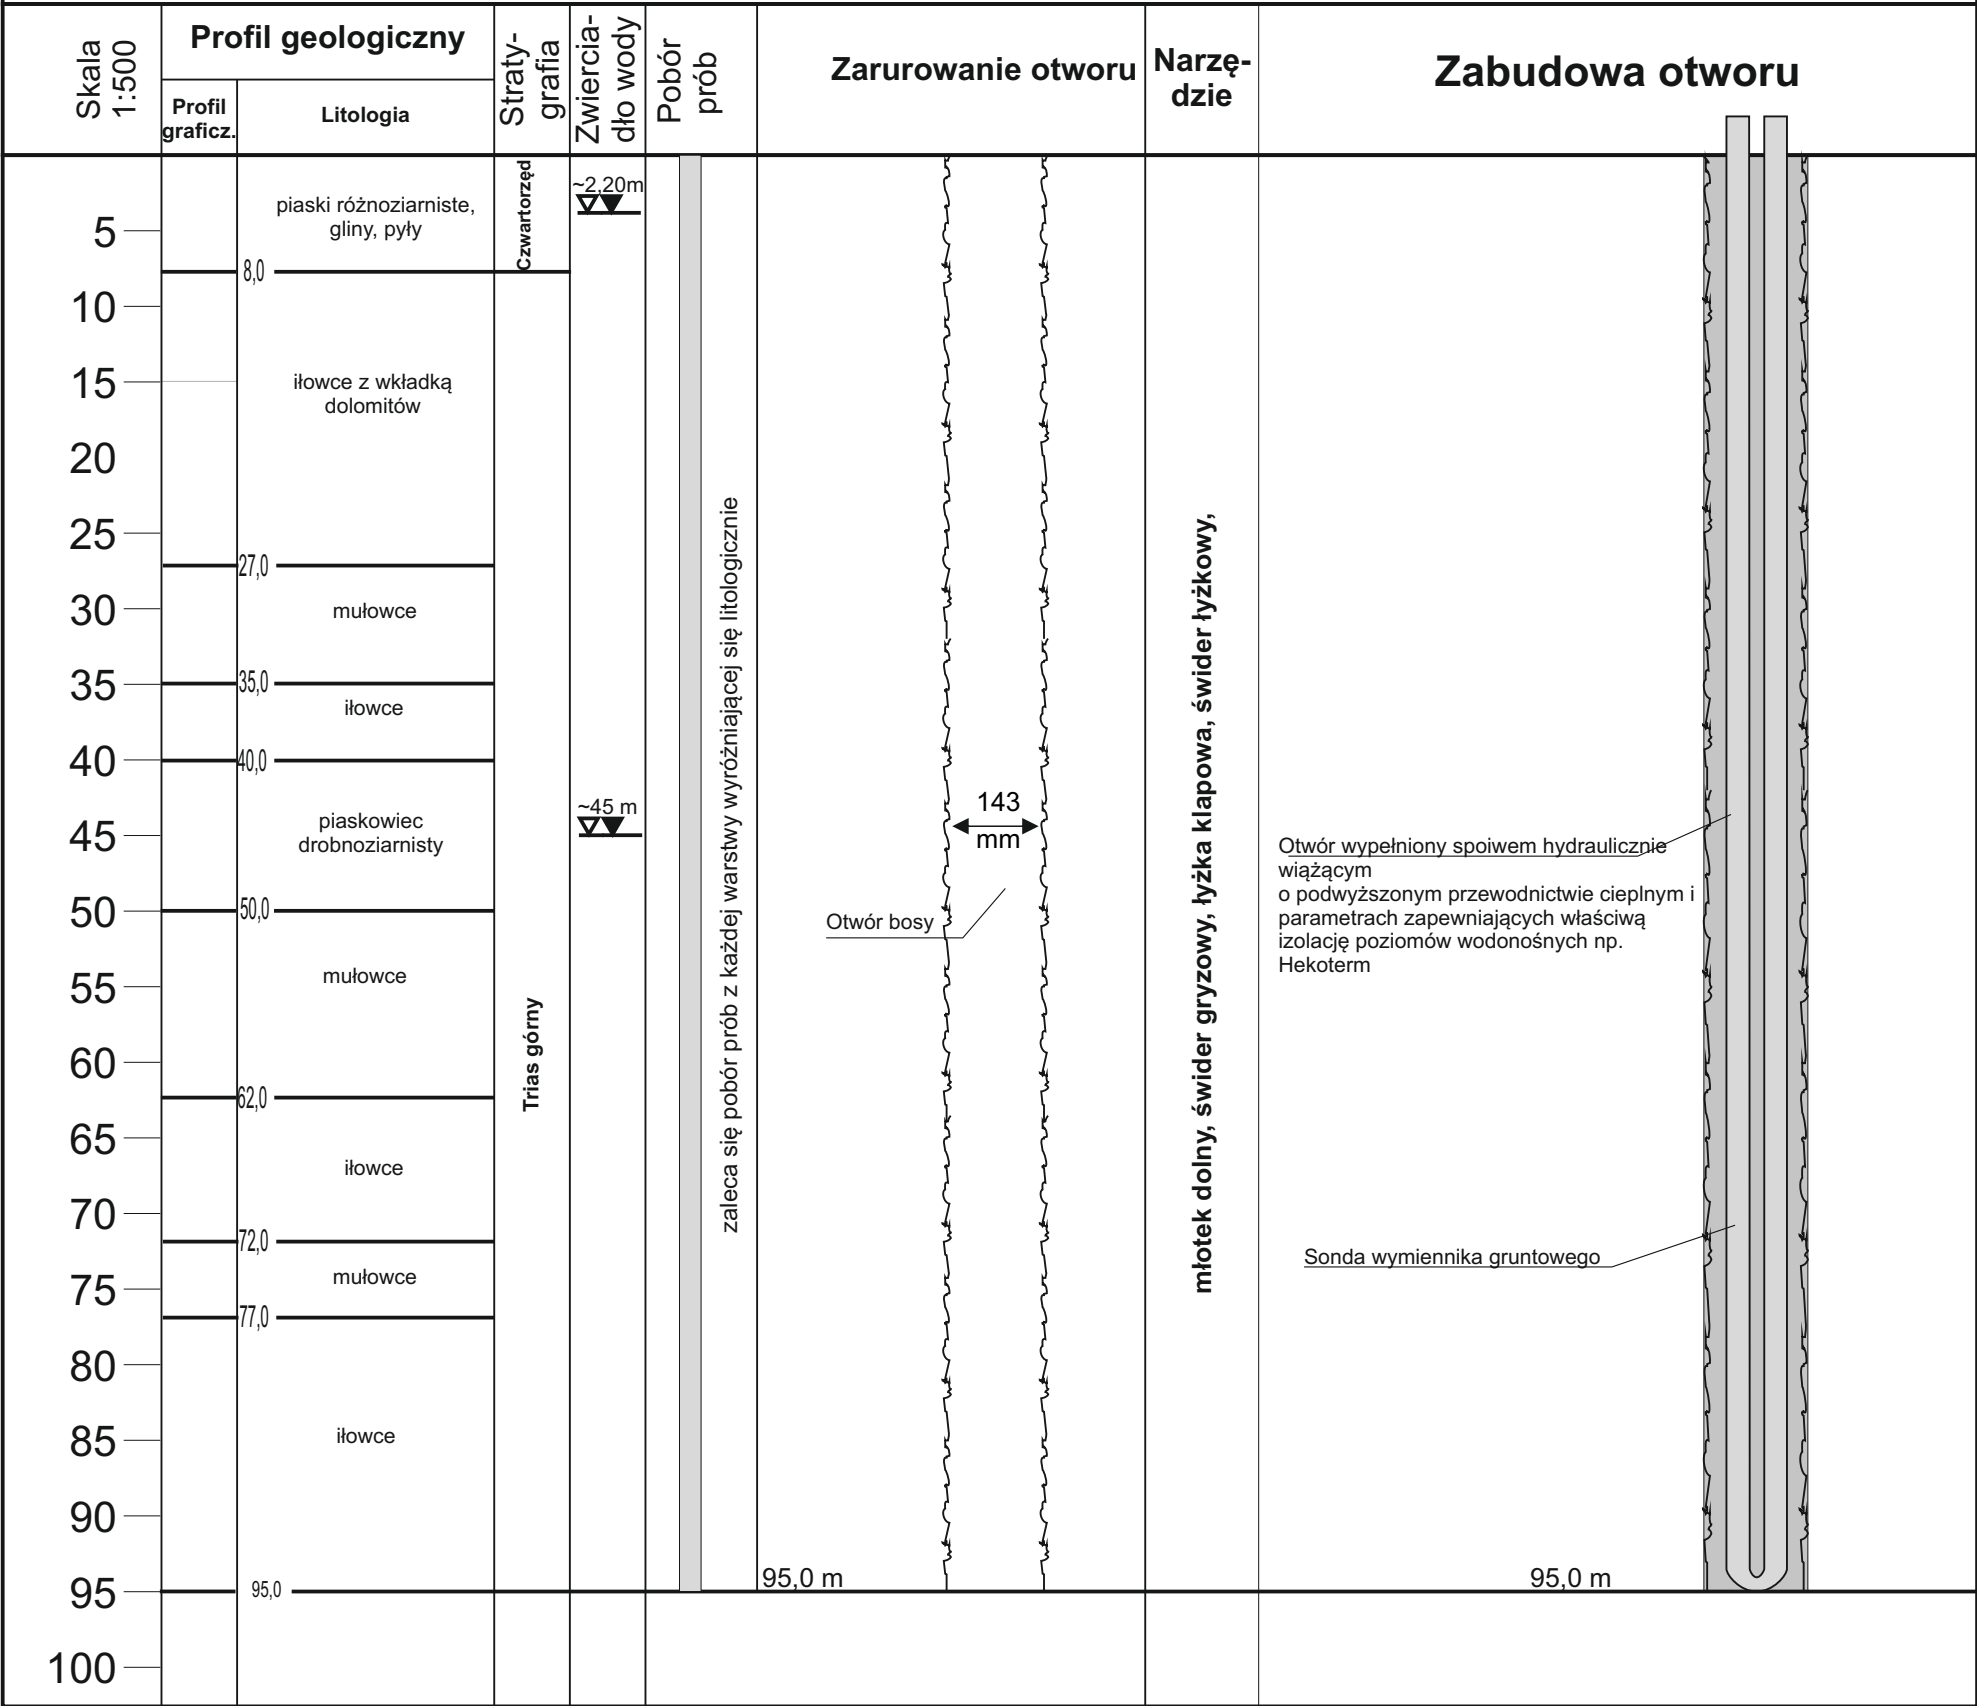 Skala
1:500
Profil geologiczny
Profil
graficz.
Litologia
Straty-
grafia
Zwiercia-
dło wody
Pobór
prób
Zarurowanie otworu
Narzę-
dzie
Zabudowa otworu
5
10
15
20
25
30
35
40
45
50
55
60
65
70
75
80
85
90
95
100
piaski różnoziarniste,
gliny, pyły
8,0
iłowce z wkładką
dolomitów
27,0
mułowce
35,0
iłowce
40,0
piaskowiec
drobnoziarnisty
50,0
mułowce
62,0
iłowce
72,0
mułowce
77,0
iłowce
95,0
Czwartorzęd
Trias górny
~2,20m
~45 m
zaleca się pobór prób z każdej warstwy wyróżniającej się litologicznie
143
mm
Otwór bosy
95,0 m
młotek dolny, świder gryzowy, łyżka klapowa, świder łyżkowy,
Otwór wypełniony spoiwem hydraulicznie
wiążącym
o podwyższonym przewodnictwie cieplnym i
parametrach zapewniających właściwą
izolację poziomów wodonośnych np.
Hekoterm
Sonda wymiennika gruntowego
95,0 m